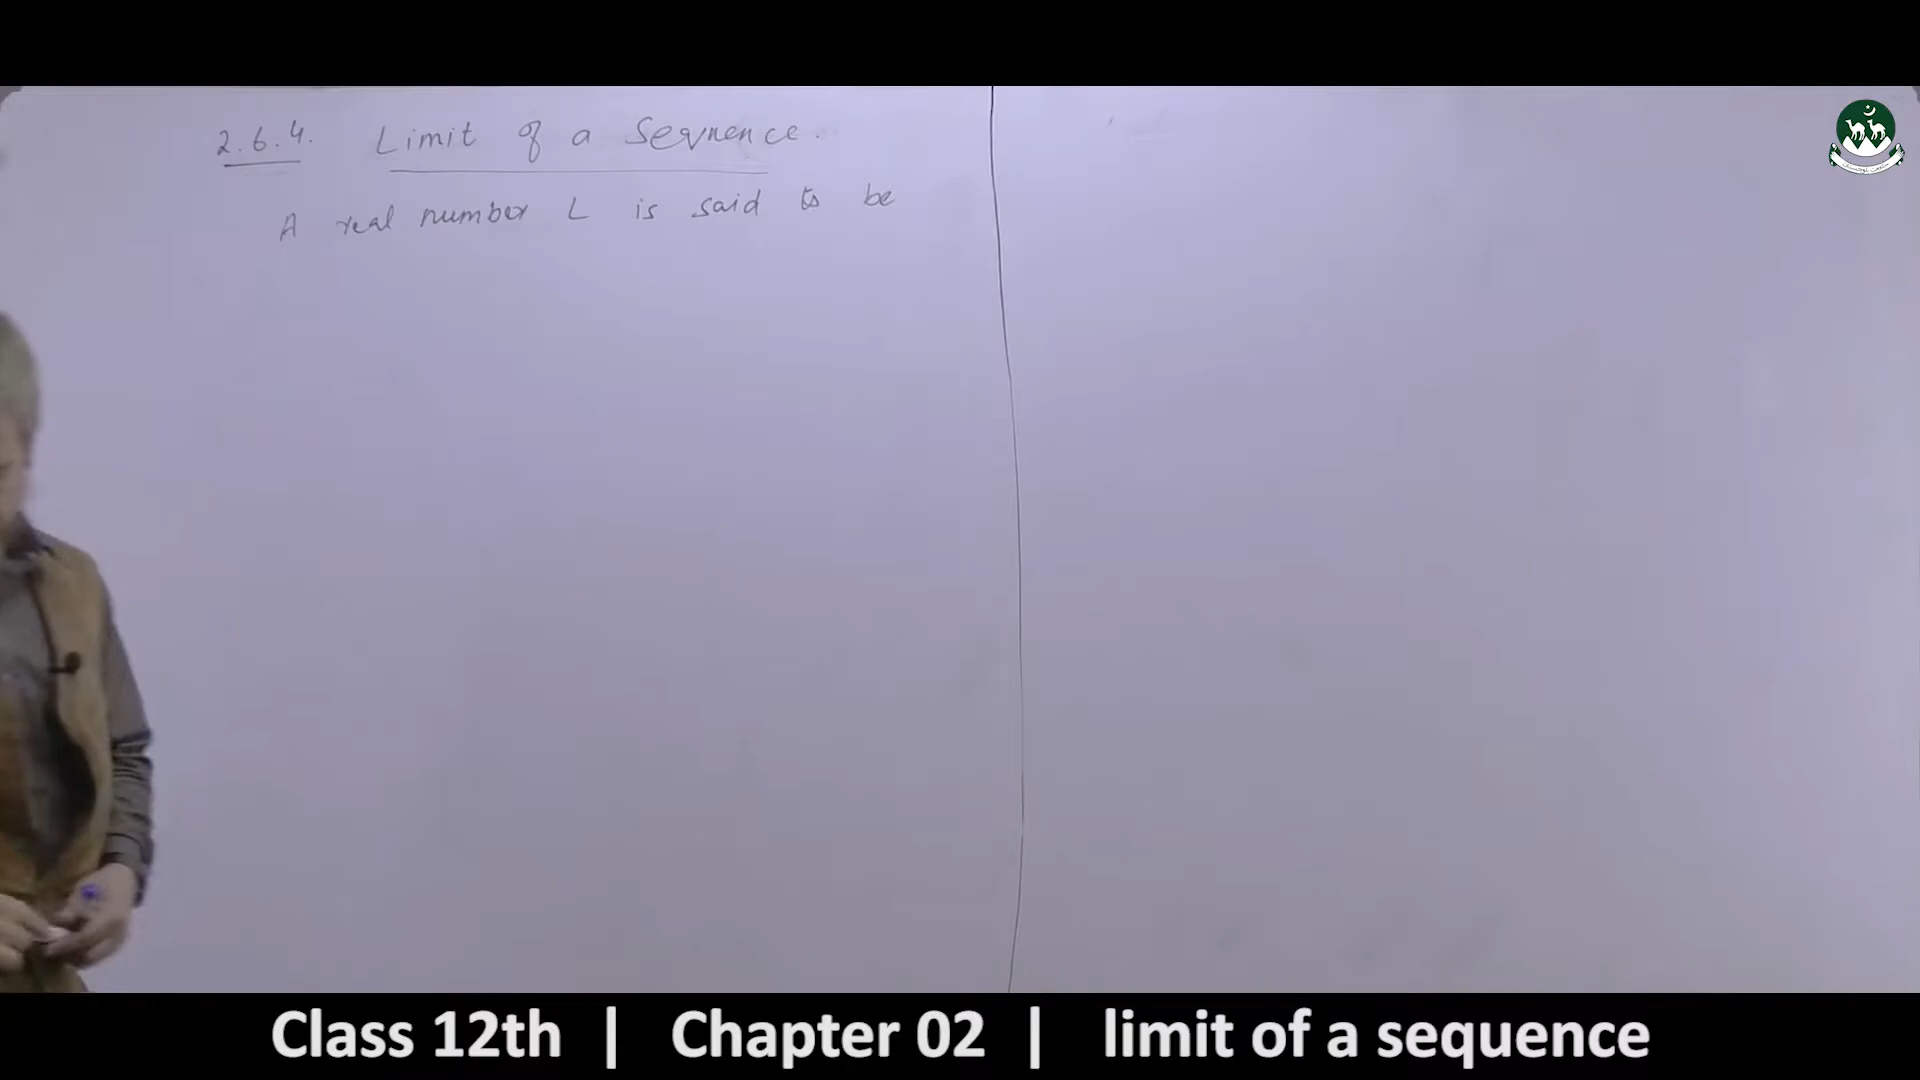 2.6.4. Limit of a Sequence.
A real number L is said to be
Class 12th | Chapter 02 | limit of a sequence